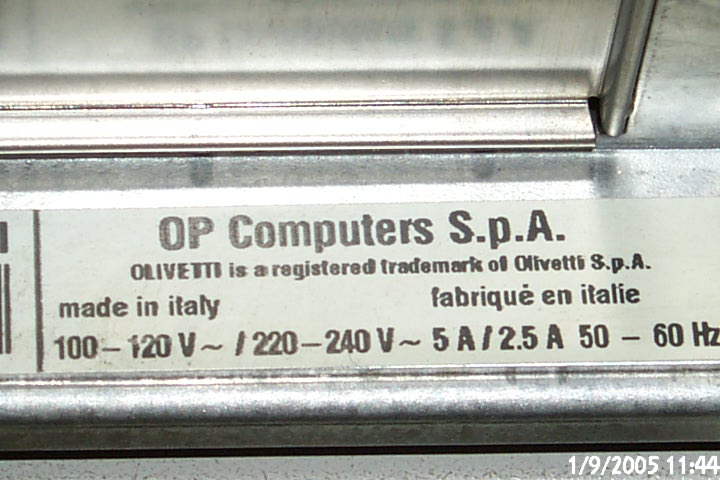 OP Computers S.p.A.
OLIVETTI is a registered trademark of Olivetti S.p.A.
made in italy fabriqué en italie
100-120 V~ / 220-240 V~ 5 A / 2.5 A 50 - 60 Hz
1/9/2005 11:44